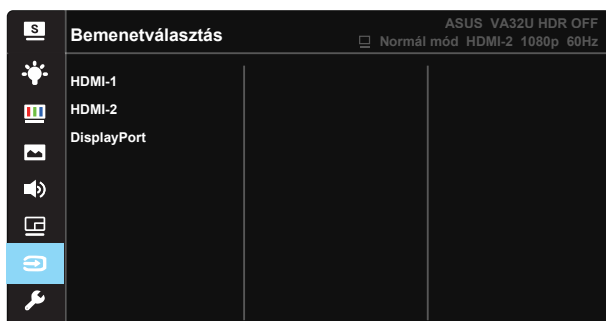 S
Bemenetválasztás
ASUS VA32U HDR OFF
Normál mód HDMI-2 1080p 60Hz
HDMI-1
HDMI-2
DisplayPort